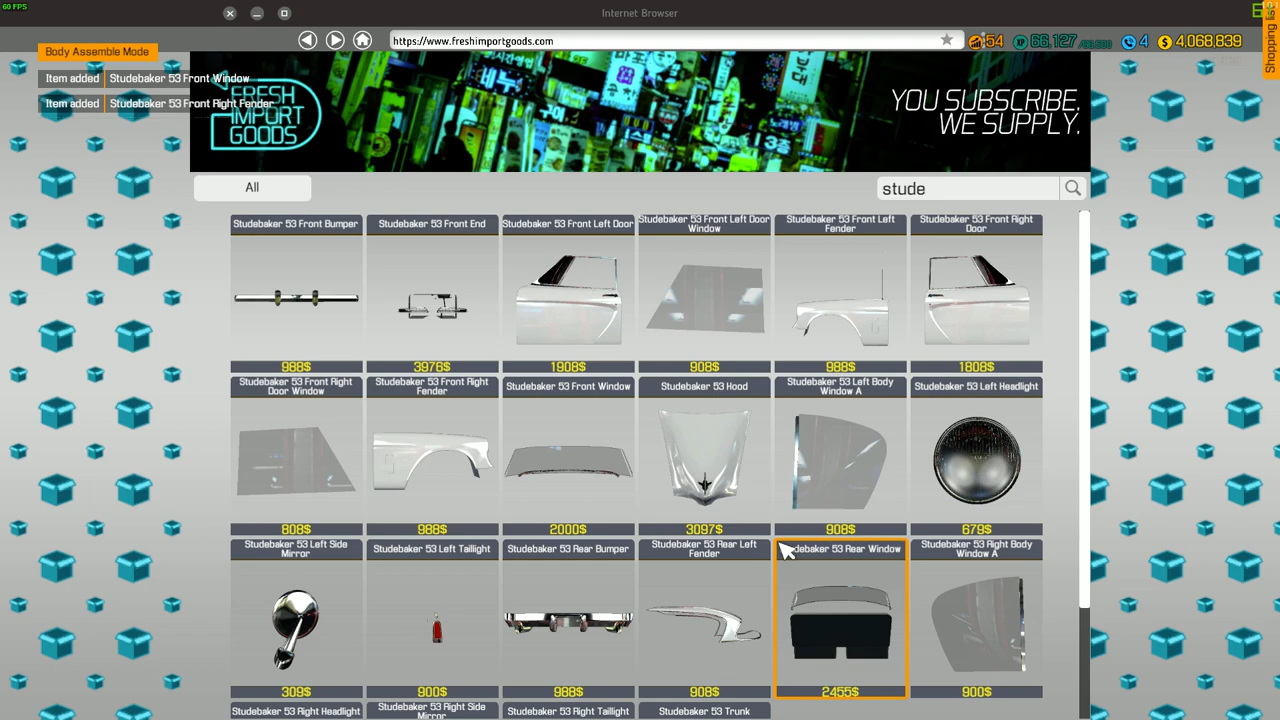 60 FPS
Internet Browser
Shopping list
https://www.freshimportgoods.com
54
66,127
4
4,068,839
Body Assemble Mode
Item added Studebaker 53 Front Window
Item added Studebaker 53 Front Right Fender
FRESH
IMPORT
GOODS
YOU SUBSCRIBE.
WE SUPPLY.
All
stude
Studebaker 53 Front Bumper
988$
Studebaker 53 Front End
3976$
Studebaker 53 Front Left Door
1908$
Studebaker 53 Front Left Door
Window
908$
Studebaker 53 Front Left
Fender
988$
Studebaker 53 Front Right
Door
1808$
Studebaker 53 Front Right
Door Window
808$
Studebaker 53 Front Right
Fender
988$
Studebaker 53 Front Window
2000$
Studebaker 53 Hood
3097$
Studebaker 53 Left Body
Window A
908$
Studebaker 53 Left Headlight
679$
Studebaker 53 Left Side
Mirror
309$
Studebaker 53 Left Taillight
900$
Studebaker 53 Rear Bumper
988$
Studebaker 53 Rear Left
Fender
908$
debaker 53 Rear Window
2455$
Studebaker 53 Right Body
Window A
900$
Studebaker 53 Right Headlight
Studebaker 53 Right Side
Mirror
Studebaker 53 Right Taillight
Studebaker 53 Trunk